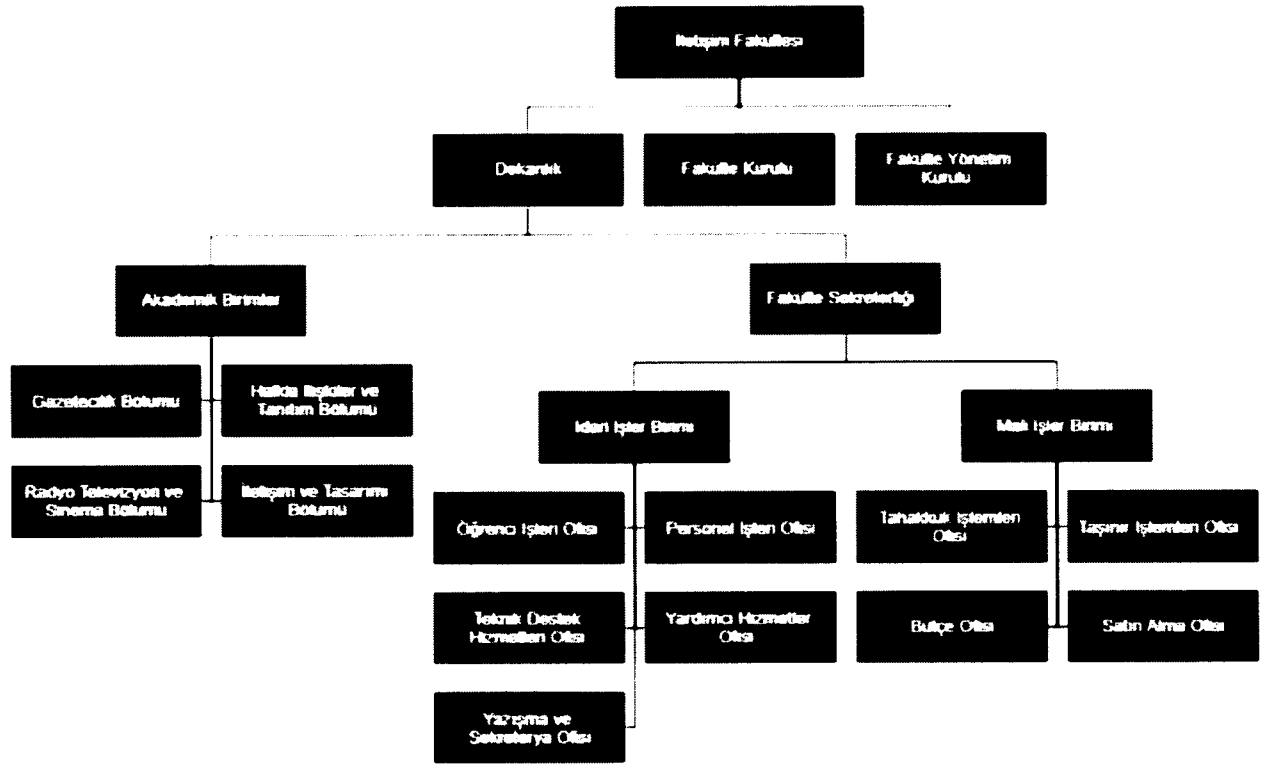 İletişim Fakültesi
Dekanlık
Fakülte Kurulu
Fakülte Yönetim
Kurulu
Akademik Birimler
Fakülte Sekreterliği
Gazetecilik Bölümü
Halkla İlişkiler ve
Tanıtım Bölümü
Radyo Televizyon ve
Sinema Bölümü
İletişim ve Tasarımı
Bölümü
İdari İşler Birimi
Mali İşler Birimi
Öğrenci İşleri Ofisi
Personel İşleri Ofisi
Tahakkuk İşlemleri
Ofisi
Taşınır İşlemleri Ofisi
Teknik Destek
Hizmetleri Ofisi
Yardımcı Hizmetler
Ofisi
Bütçe Ofisi
Satın Alma Ofisi
Yazışma ve
Sekreterya Ofisi